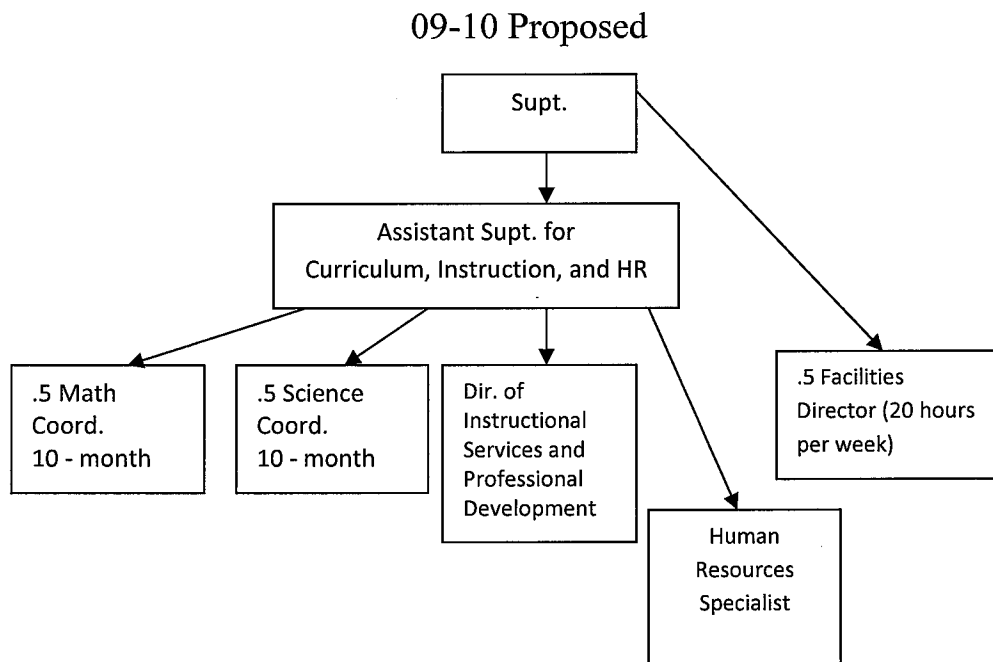 09-10 Proposed
Supt.
Assistant Supt. for
Curriculum, Instruction, and HR
.5 Math
Coord.
10 - month
.5 Science
Coord.
10 - month
Dir. of
Instructional
Services and
Professional
Development
Human
Resources
Specialist
.5 Facilities
Director (20 hours
per week)